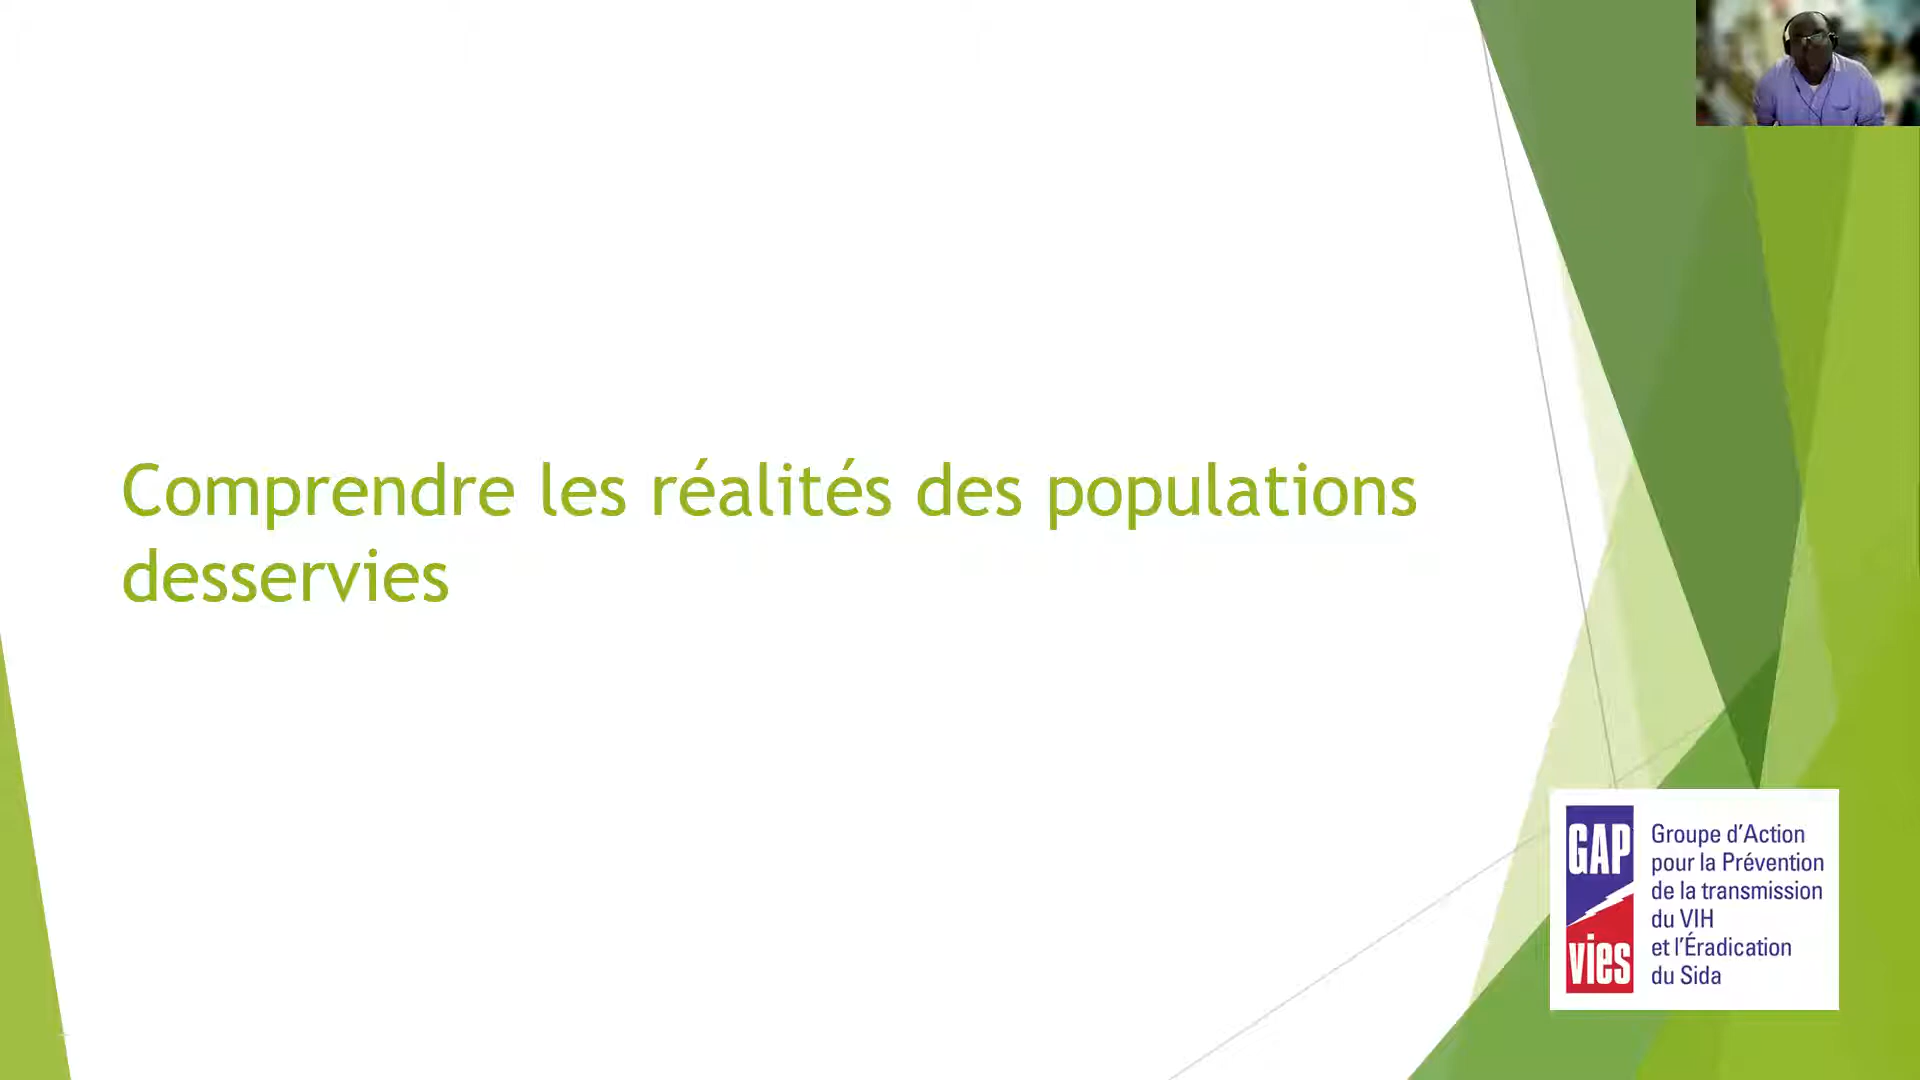 Comprendre les réalités des populations
desservies
GAP
vies
Groupe d'Action
pour la Prévention
de la transmission
du VIH
et l'Éradication
du Sida